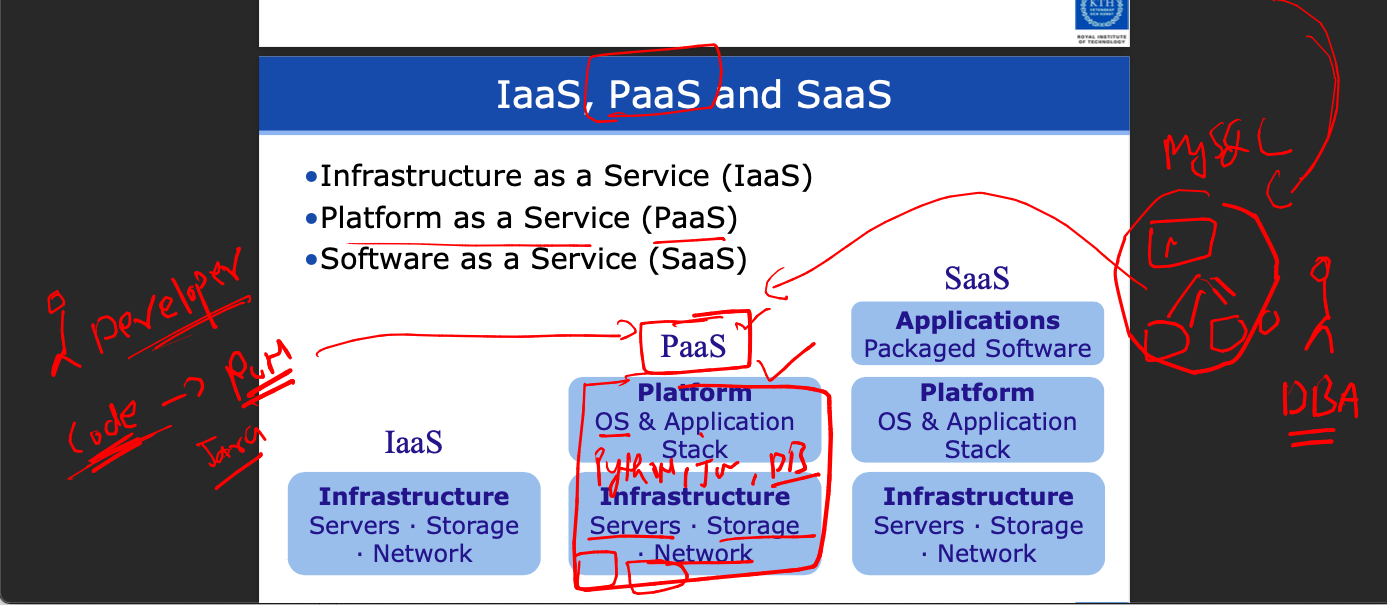 KTH
ROYAL INSTITUTE
OF TECHNOLOGY
IaaS, PaaS and SaaS
•Infrastructure as a Service (IaaS)
•Platform as a Service (PaaS)
•Software as a Service (SaaS)
MySQL
Developer
Code → Run
Java
DBA
IaaS
Infrastructure
Servers · Storage
· Network
PaaS
Platform
OS & Application
Stack
Python, Jav, DB
Infrastructure
Servers · Storage
· Network
SaaS
Applications
Packaged Software
Platform
OS & Application
Stack
Infrastructure
Servers · Storage
· Network